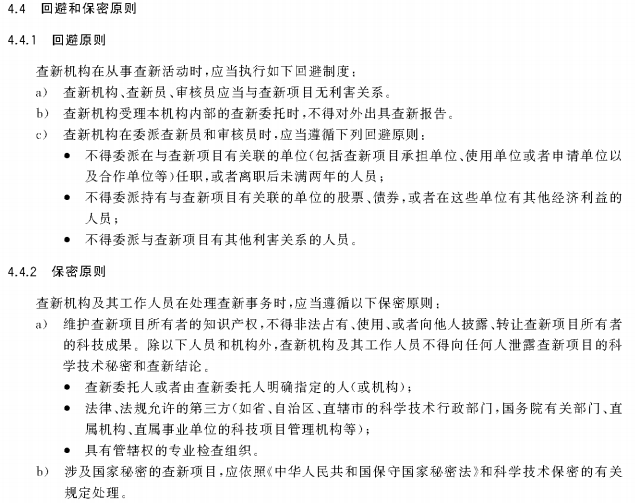 4.4 回避和保密原则
4.4.1 回避原则
查新机构在从事查新活动时,应当执行如下回避制度:
a) 查新机构、查新员、审核员应当与查新项目无利害关系。
b) 查新机构受理本机构内部的查新委托时,不得对外出具查新报告。
c) 查新机构在委派查新员和审核员时,应当遵循下列回避原则:
● 不得委派在与查新项目有关联的单位(包括查新项目承担单位、使用单位或者申请单位以
及合作单位等)任职,或者离职后未满两年的人员;
● 不得委派持有与查新项目有关联的单位的股票、债券,或者在这些单位有其他经济利益的
人员;
● 不得委派与查新项目有其他利害关系的人员。
4.4.2 保密原则
查新机构及其工作人员在处理查新事务时,应当遵循以下保密原则:
a) 维护查新项目所有者的知识产权,不得非法占有、使用、或者向他人披露、转让查新项目所有者
的科技成果。除以下人员和机构外,查新机构及其工作人员不得向任何人泄露查新项目的科
学技术秘密和查新结论。
● 查新委托人或者由查新委托人明确指定的人(或机构);
● 法律、法规允许的第三方(如省、自治区、直辖市的科学技术行政部门,国务院有关部门、直
属机构、直属事业单位的科技项目管理机构等);
● 具有管辖权的专业检查组织。
b) 涉及国家秘密的查新项目,应依照《中华人民共和国保守国家秘密法》和科学技术保密的有关
规定处理。